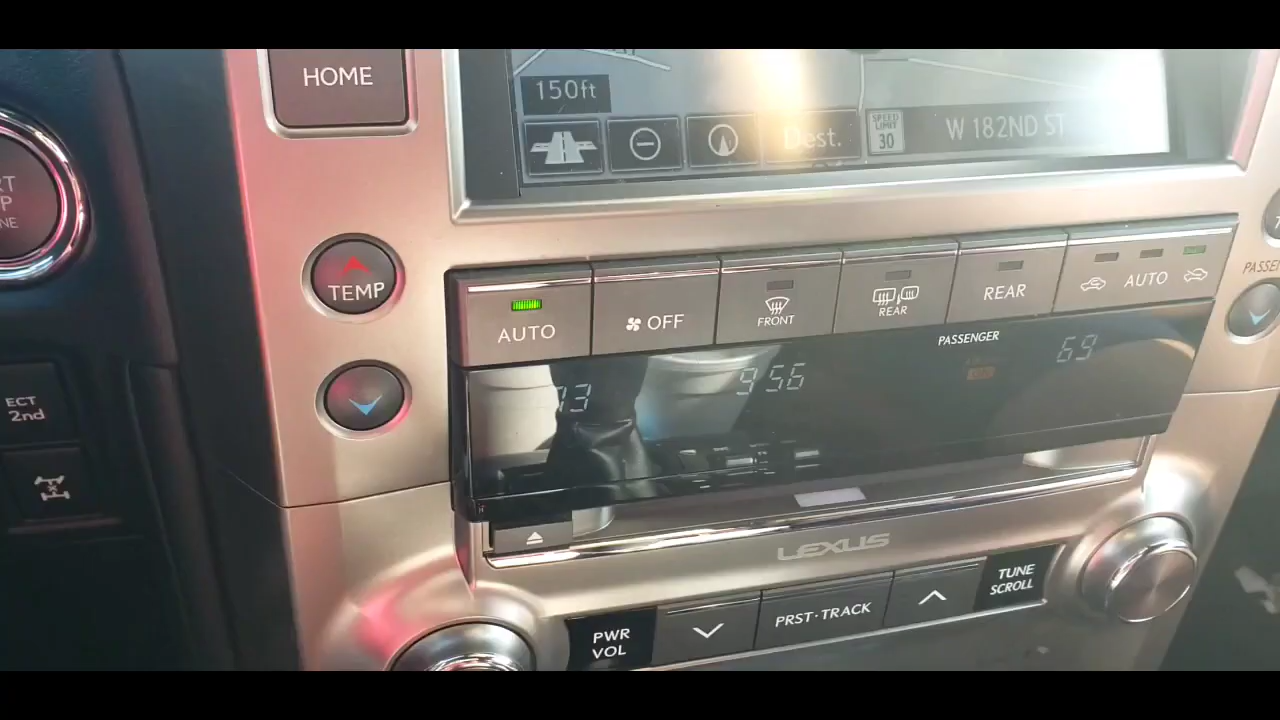 HOME
150ft
Dest.
SPEED
LIMIT
30
W 182ND ST
TEMP
AUTO
OFF
FRONT
REAR
REAR
AUTO
PASSENGER
73
9 56
69
ECT
2nd
LEXUS
PWR
VOL
PRST·TRACK
TUNE
SCROLL